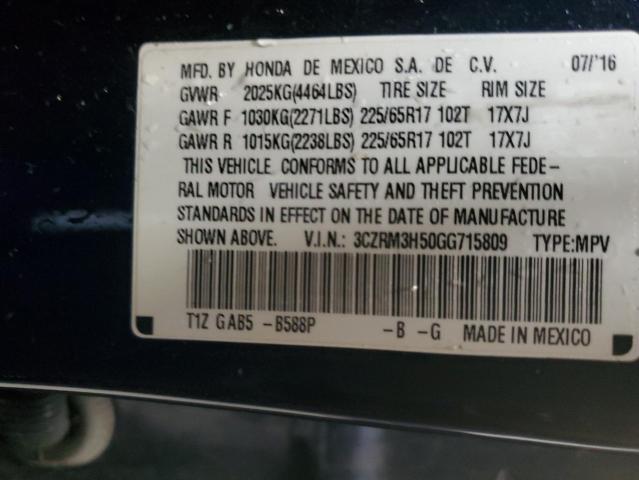 MFD. BY HONDA DE MEXICO S.A. DE C.V. 07/'16
GVWR 2025KG(4464LBS) TIRE SIZE RIM SIZE
GAWR F 1030KG(2271LBS) 225/65R17 102T 17X7J
GAWR R 1015KG(2238LBS) 225/65R17 102T 17X7J
THIS VEHICLE CONFORMS TO ALL APPLICABLE FEDE-
RAL MOTOR VEHICLE SAFETY AND THEFT PREVENTION
STANDARDS IN EFFECT ON THE DATE OF MANUFACTURE
SHOWN ABOVE. V.I.N.: 3CZRM3H50GG715809 TYPE:MPV
T1Z GAB5 -B588P -B -G MADE IN MEXICO